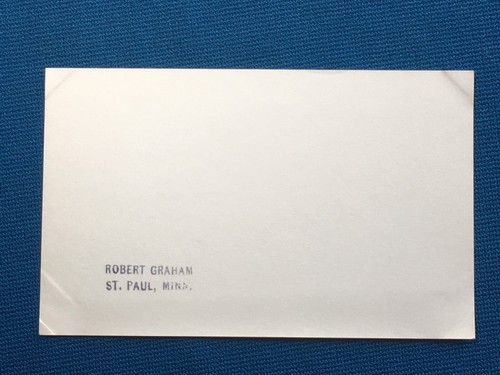 ROBERT GRAHAM
ST. PAUL, MINN.